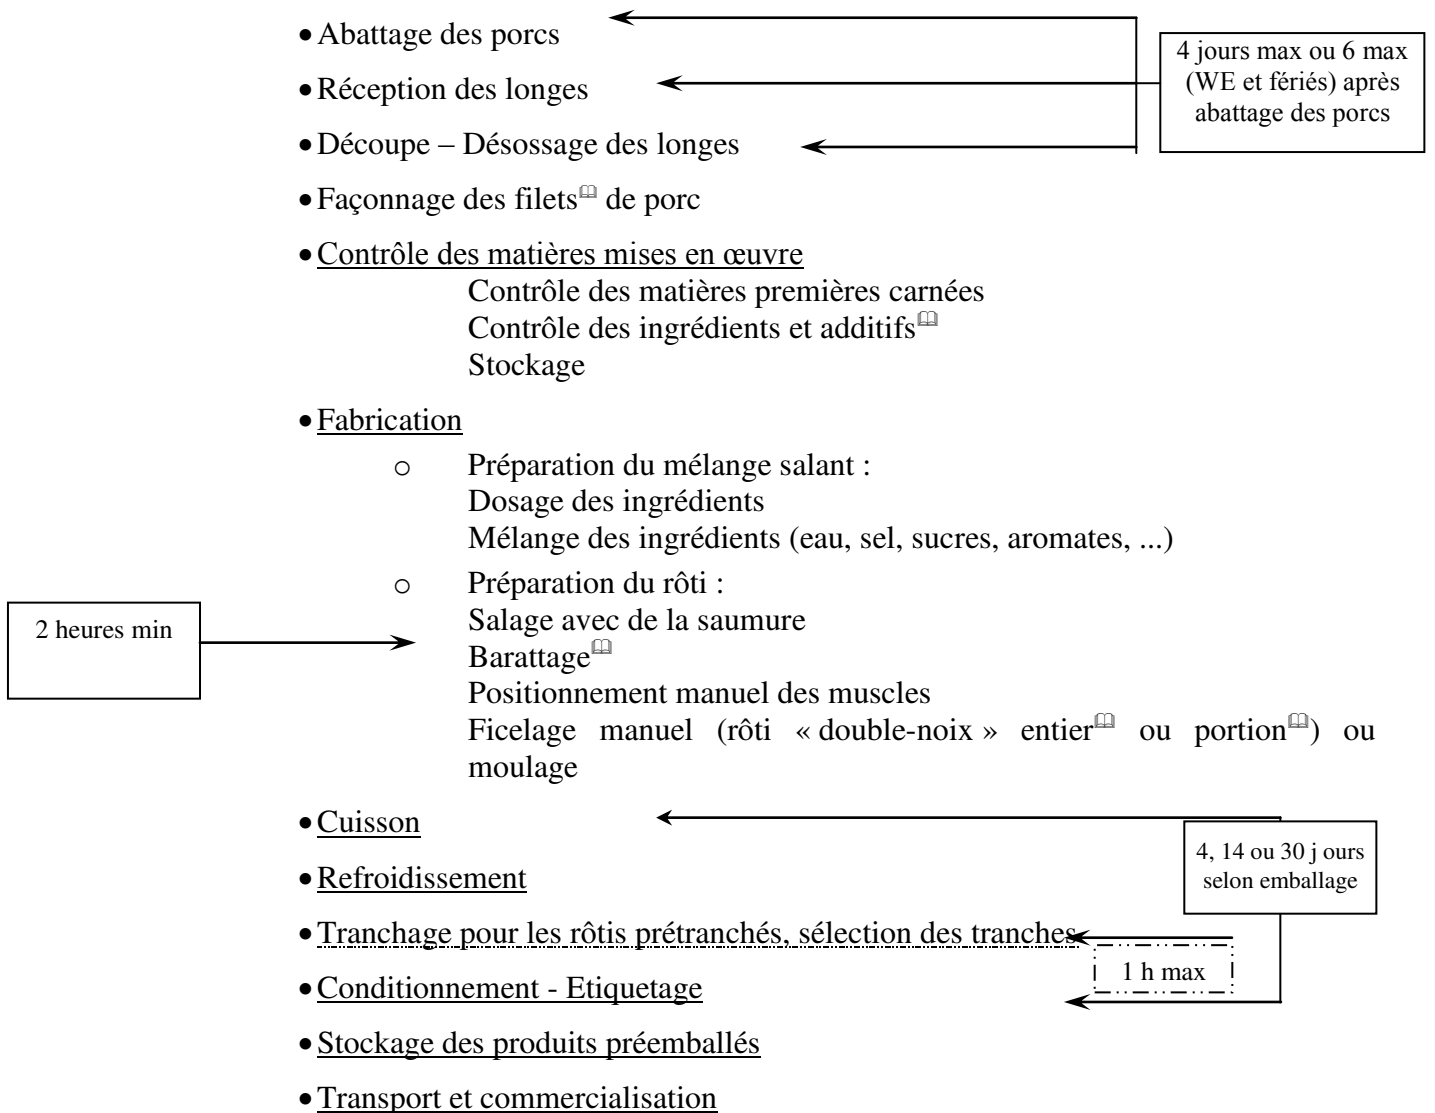 • Abattage des porcs
4 jours max ou 6 max
(WE et fériés) après
abattage des porcs
• Réception des longes
• Découpe – Désossage des longes
• Façonnage des filets🕮 de porc
• Contrôle des matières mises en œuvre
Contrôle des matières premières carnées
Contrôle des ingrédients et additifs🕮
Stockage
• Fabrication
o Préparation du mélange salant :
Dosage des ingrédients
Mélange des ingrédients (eau, sel, sucres, aromates, ...)
o Préparation du rôti :
Salage avec de la saumure
2 heures min
Barattage🕮
Positionnement manuel des muscles
Ficelage manuel (rôti « double-noix » entier🕮 ou portion🕮) ou
moulage
• Cuisson
4, 14 ou 30 j ours
selon emballage
• Refroidissement
• Tranchage pour les rôtis prétranchés, sélection des tranches
1 h max
• Conditionnement - Etiquetage
• Stockage des produits préemballés
• Transport et commercialisation